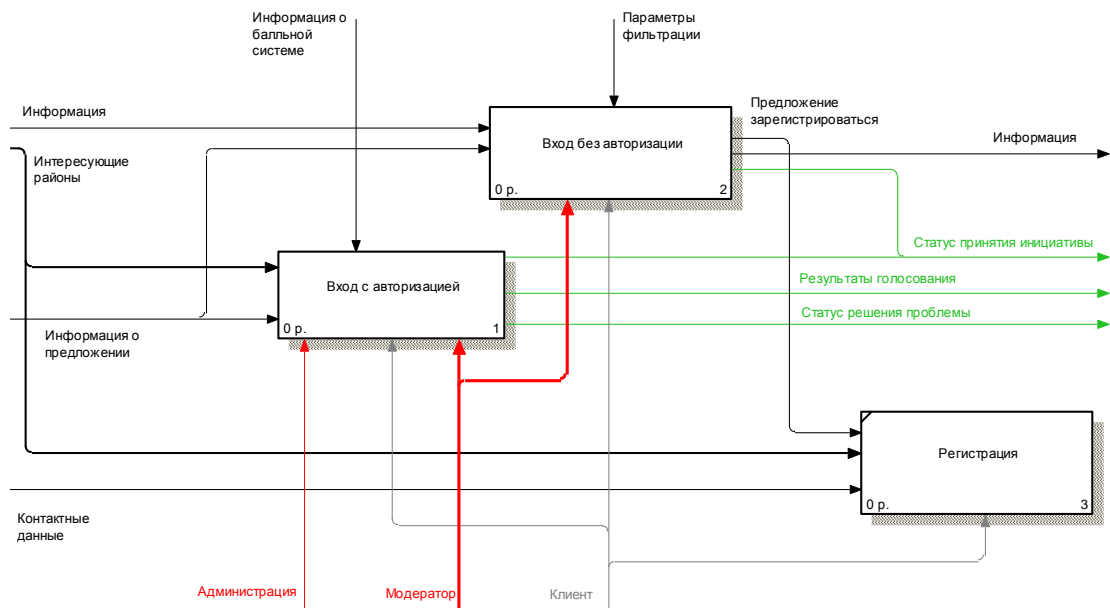 Информация о
балльной
системе
Параметры
фильтрации
Информация
Предложение
зарегистрироваться
Вход без авторизации
0 р.
2
Информация
Интересующие
районы
Статус принятия инициативы
Вход с авторизацией
0 р.
1
Результаты голосования
Статус решения проблемы
Информация о
предложении
Регистрация
0 р.
3
Контактные
данные
Администрация
Модератор
Клиент